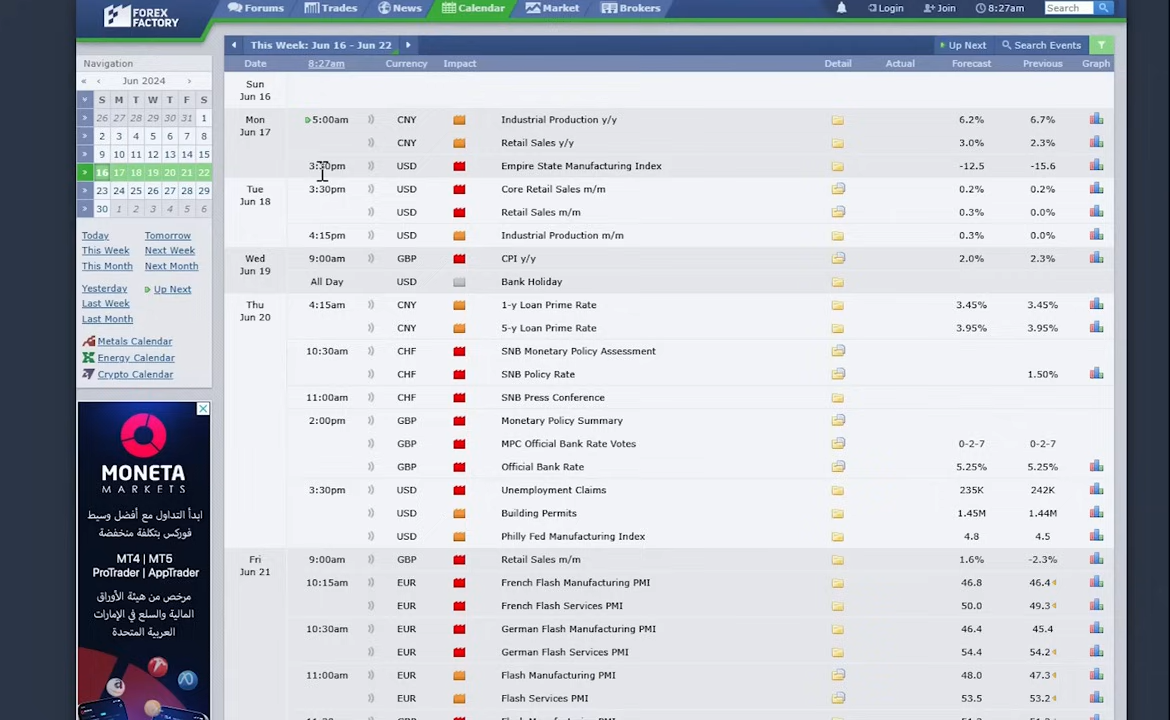 FOREX
FACTORY
Forums Trades News Calendar Market Brokers Login Join 8:27am Search
Navigation
« ‹ Jun 2024 ›
S M T W T F S
26 27 28 29 30 31 1
2 3 4 5 6 7 8
9 10 11 12 13 14 15
16 17 18 19 20 21 22
23 24 25 26 27 28 29
30 1 2 3 4 5 6
Today Tomorrow
This Week Next Week
This Month Next Month
Yesterday Up Next
Last Week
Last Month
Metals Calendar
Energy Calendar
Crypto Calendar
MONETA
MARKETS
ابدأ التداول مع أفضل وسيط
فوركس بتكلفة منخفضة
MT4 | MT5
ProTrader | AppTrader
مرخص من هيئة الأوراق
المالية والسلع في الإمارات
العربية المتحدة
This Week: Jun 16 - Jun 22 Up Next Search Events
Date 8:27am Currency Impact Detail Actual Forecast Previous Graph
Sun
Jun 16
Mon
Jun 17
5:00am CNY Industrial Production y/y 6.2% 6.7%
CNY Retail Sales y/y 3.0% 2.3%
USD Empire State Manufacturing Index -12.5 -15.6
Tue
Jun 18
3:30pm USD Core Retail Sales m/m 0.2% 0.2%
USD Retail Sales m/m 0.3% 0.0%
4:15pm USD Industrial Production m/m 0.3% 0.0%
Wed
Jun 19
9:00am GBP CPI y/y 2.0% 2.3%
All Day USD Bank Holiday
Thu
Jun 20
4:15am CNY 1-y Loan Prime Rate 3.45% 3.45%
CNY 5-y Loan Prime Rate 3.95% 3.95%
10:30am CHF SNB Monetary Policy Assessment
CHF SNB Policy Rate 1.50%
11:00am CHF SNB Press Conference
2:00pm GBP Monetary Policy Summary
GBP MPC Official Bank Rate Votes 0-2-7 0-2-7
GBP Official Bank Rate 5.25% 5.25%
3:30pm USD Unemployment Claims 235K 242K
USD Building Permits 1.45M 1.44M
USD Philly Fed Manufacturing Index 4.8 4.5
Fri
Jun 21
9:00am GBP Retail Sales m/m 1.6% -2.3%
10:15am EUR French Flash Manufacturing PMI 46.8 46.4
EUR French Flash Services PMI 50.0 49.3
10:30am EUR German Flash Manufacturing PMI 46.4 45.4
EUR German Flash Services PMI 54.4 54.2
11:00am EUR Flash Manufacturing PMI 48.0 47.3
EUR Flash Services PMI 53.5 53.2